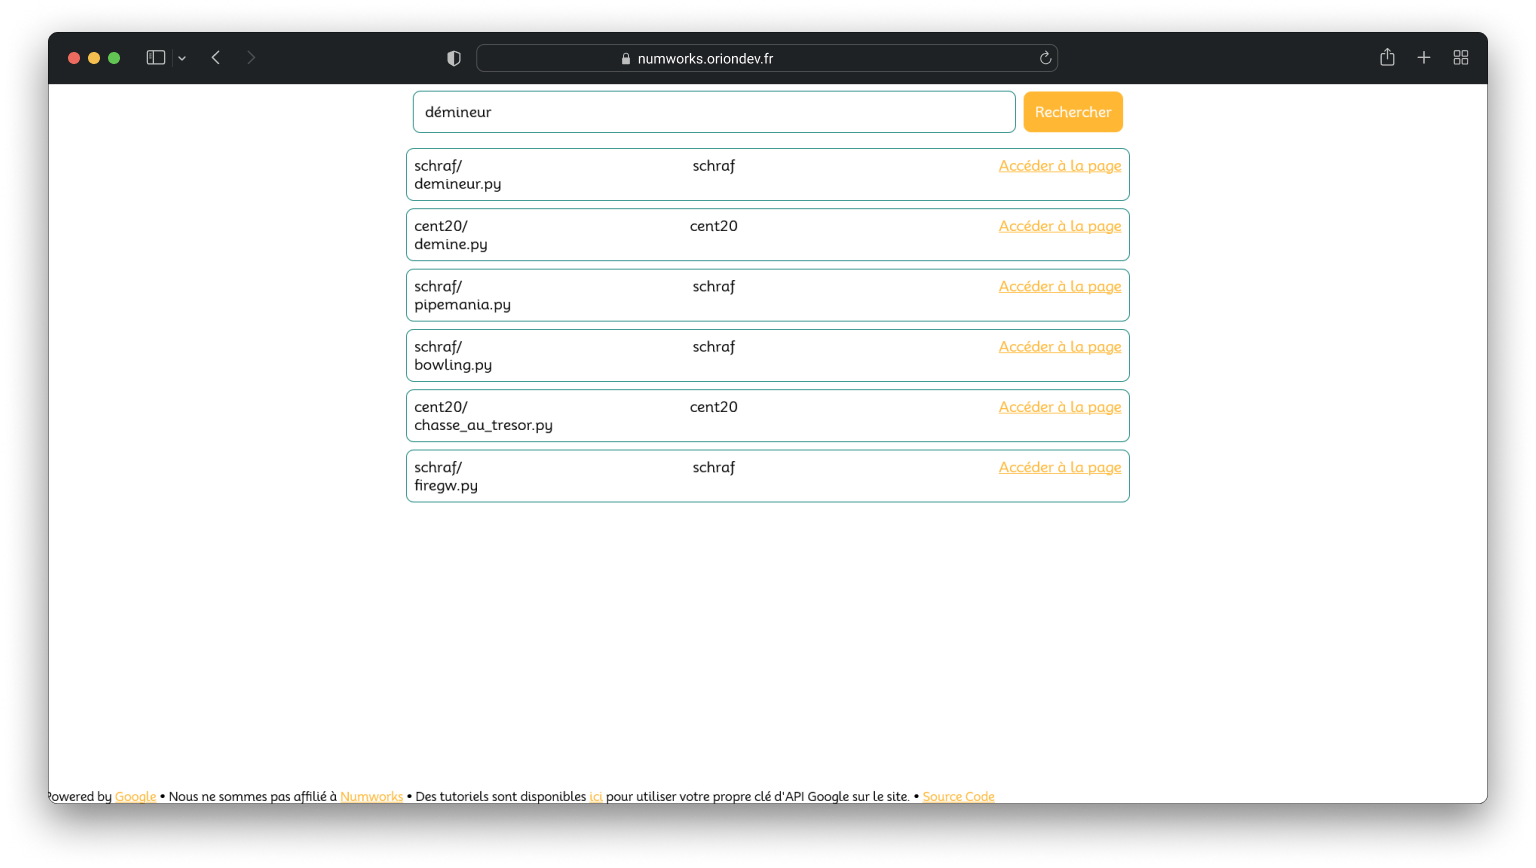 numworks.oriondev.fr
démineur
Rechercher
schraf/
demineur.py
schraf
Accéder à la page
cent20/
demine.py
cent20
Accéder à la page
schraf/
pipemania.py
schraf
Accéder à la page
schraf/
bowling.py
schraf
Accéder à la page
cent20/
chasse_au_tresor.py
cent20
Accéder à la page
schraf/
firegw.py
schraf
Accéder à la page
Powered by Google • Nous ne sommes pas affilié à Numworks • Des tutoriels sont disponibles ici pour utiliser votre propre clé d'API Google sur le site. • Source Code